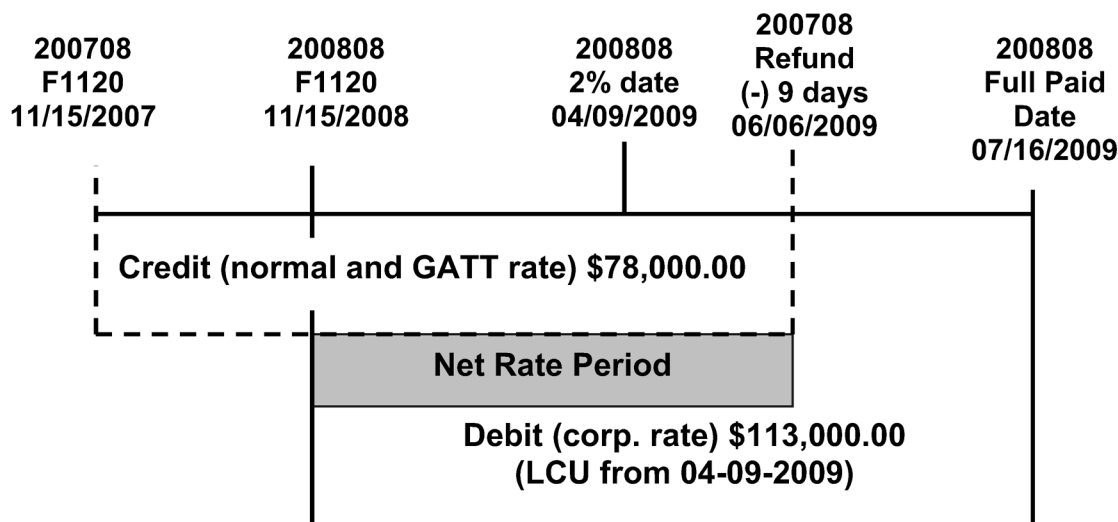 200708
F1120
11/15/2007
200808
F1120
11/15/2008
200808
2% date
04/09/2009
200708
Refund
(-) 9 days
06/06/2009
200808
Full Paid
Date
07/16/2009
Credit (normal and GATT rate) $78,000.00
Net Rate Period
Debit (corp. rate) $113,000.00
(LCU from 04-09-2009)